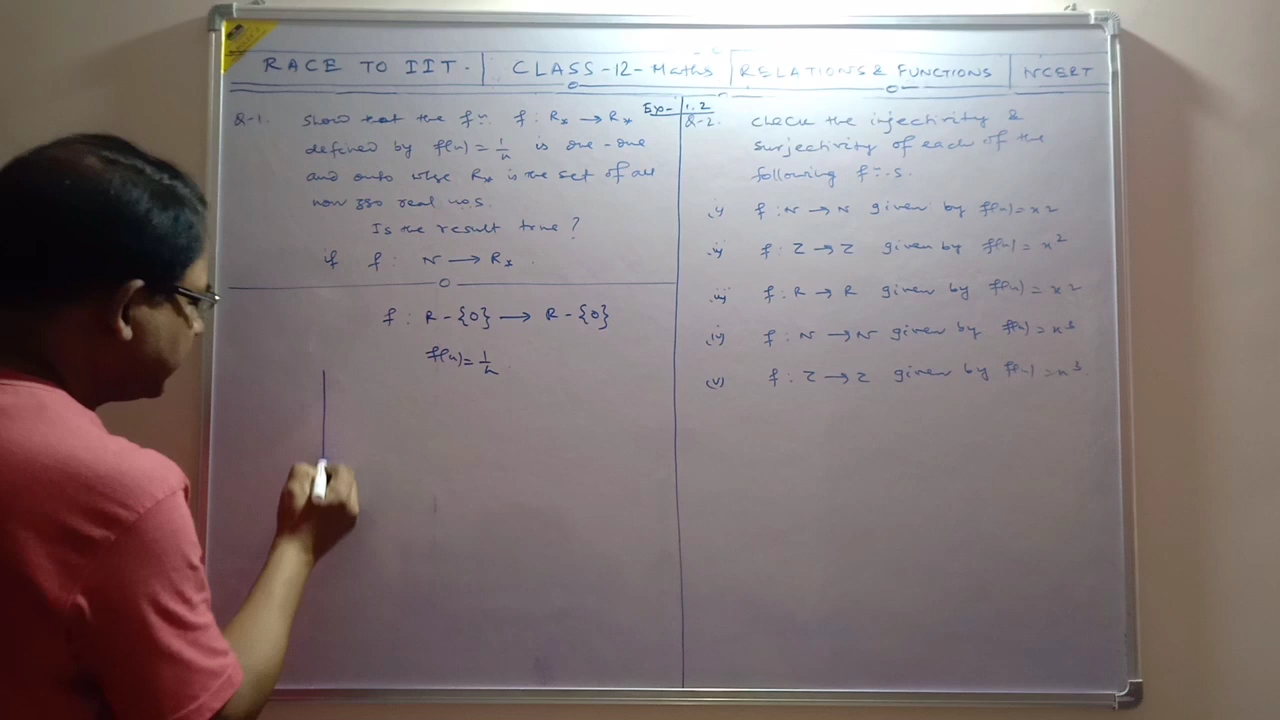 RACE TO IIT. CLASS-12-Maths RELATIONS & FUNCTIONS NCERT
Ex- 1.2
Q-1. Show that the fn. f: R* → R*
defined by f(x) = 1/x is one-one
and onto where R* is the set of all
non zero real no.s.
Is the result true?
if f: N → R*.
f: R-{0} → R-{0}
f(x) = 1/x
Q-2. Check the injectivity &
surjectivity of each of the
following fn.s.
(i) f: N → N given by f(x) = x2
(ii) f: Z → Z given by f(x) = x²
(iii) f: R → R given by f(x) = x2
(iv) f: N → N given by f(x) = x³
(v) f: Z → Z given by f(x) = x³.